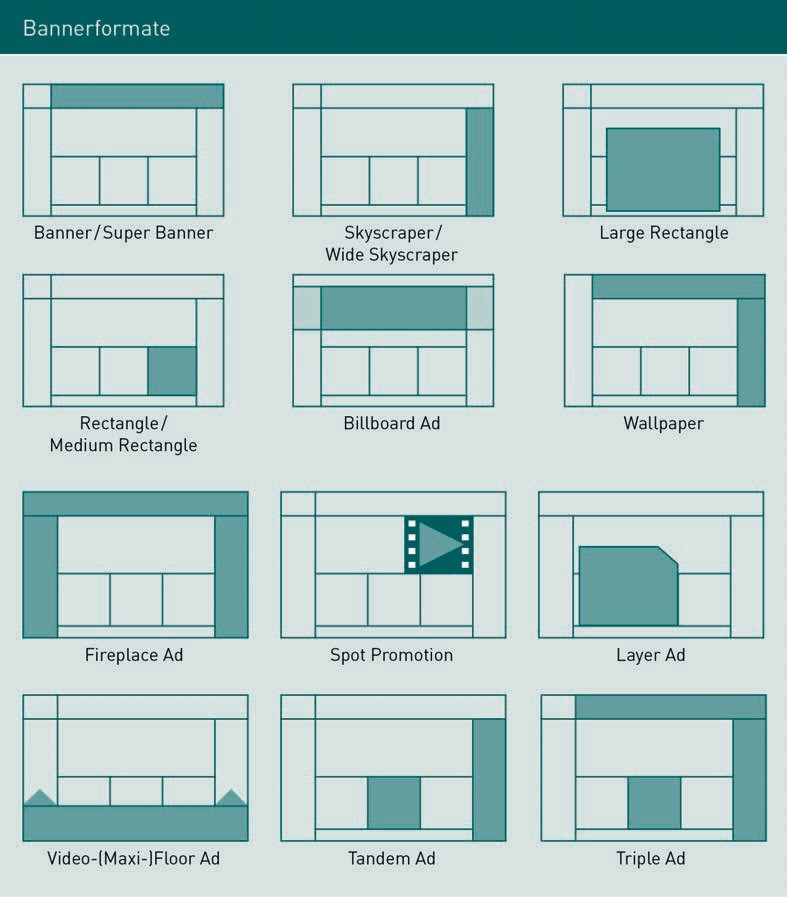 Bannerformate
Banner/Super Banner
Skyscraper/
Wide Skyscraper
Large Rectangle
Rectangle/
Medium Rectangle
Billboard Ad
Wallpaper
Fireplace Ad
Spot Promotion
Layer Ad
Video-(Maxi-)Floor Ad
Tandem Ad
Triple Ad